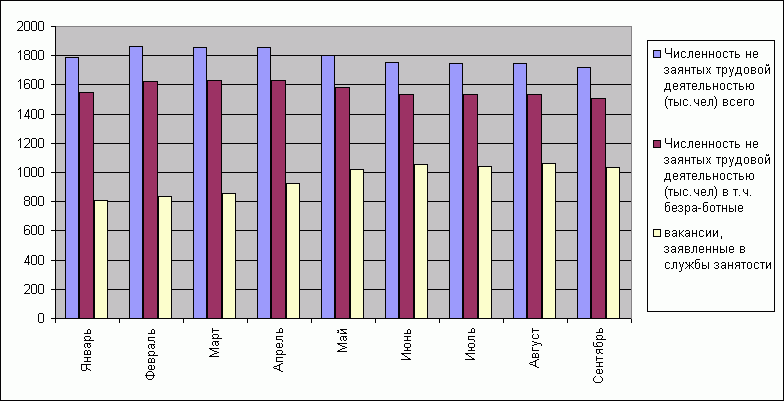 2000
1800
1600
1400
1200
1000
800
600
400
200
0
Январь
Февраль
Март
Апрель
Май
Июнь
Июль
Август
Сентябрь
Численность не
заянтых трудовой
деятельностью
(тыс.чел) всего
Численность не
заянтых трудовой
деятельностью
(тыс.чел) в т.ч.
безра-ботные
вакансии,
заявленные в
службы занятости